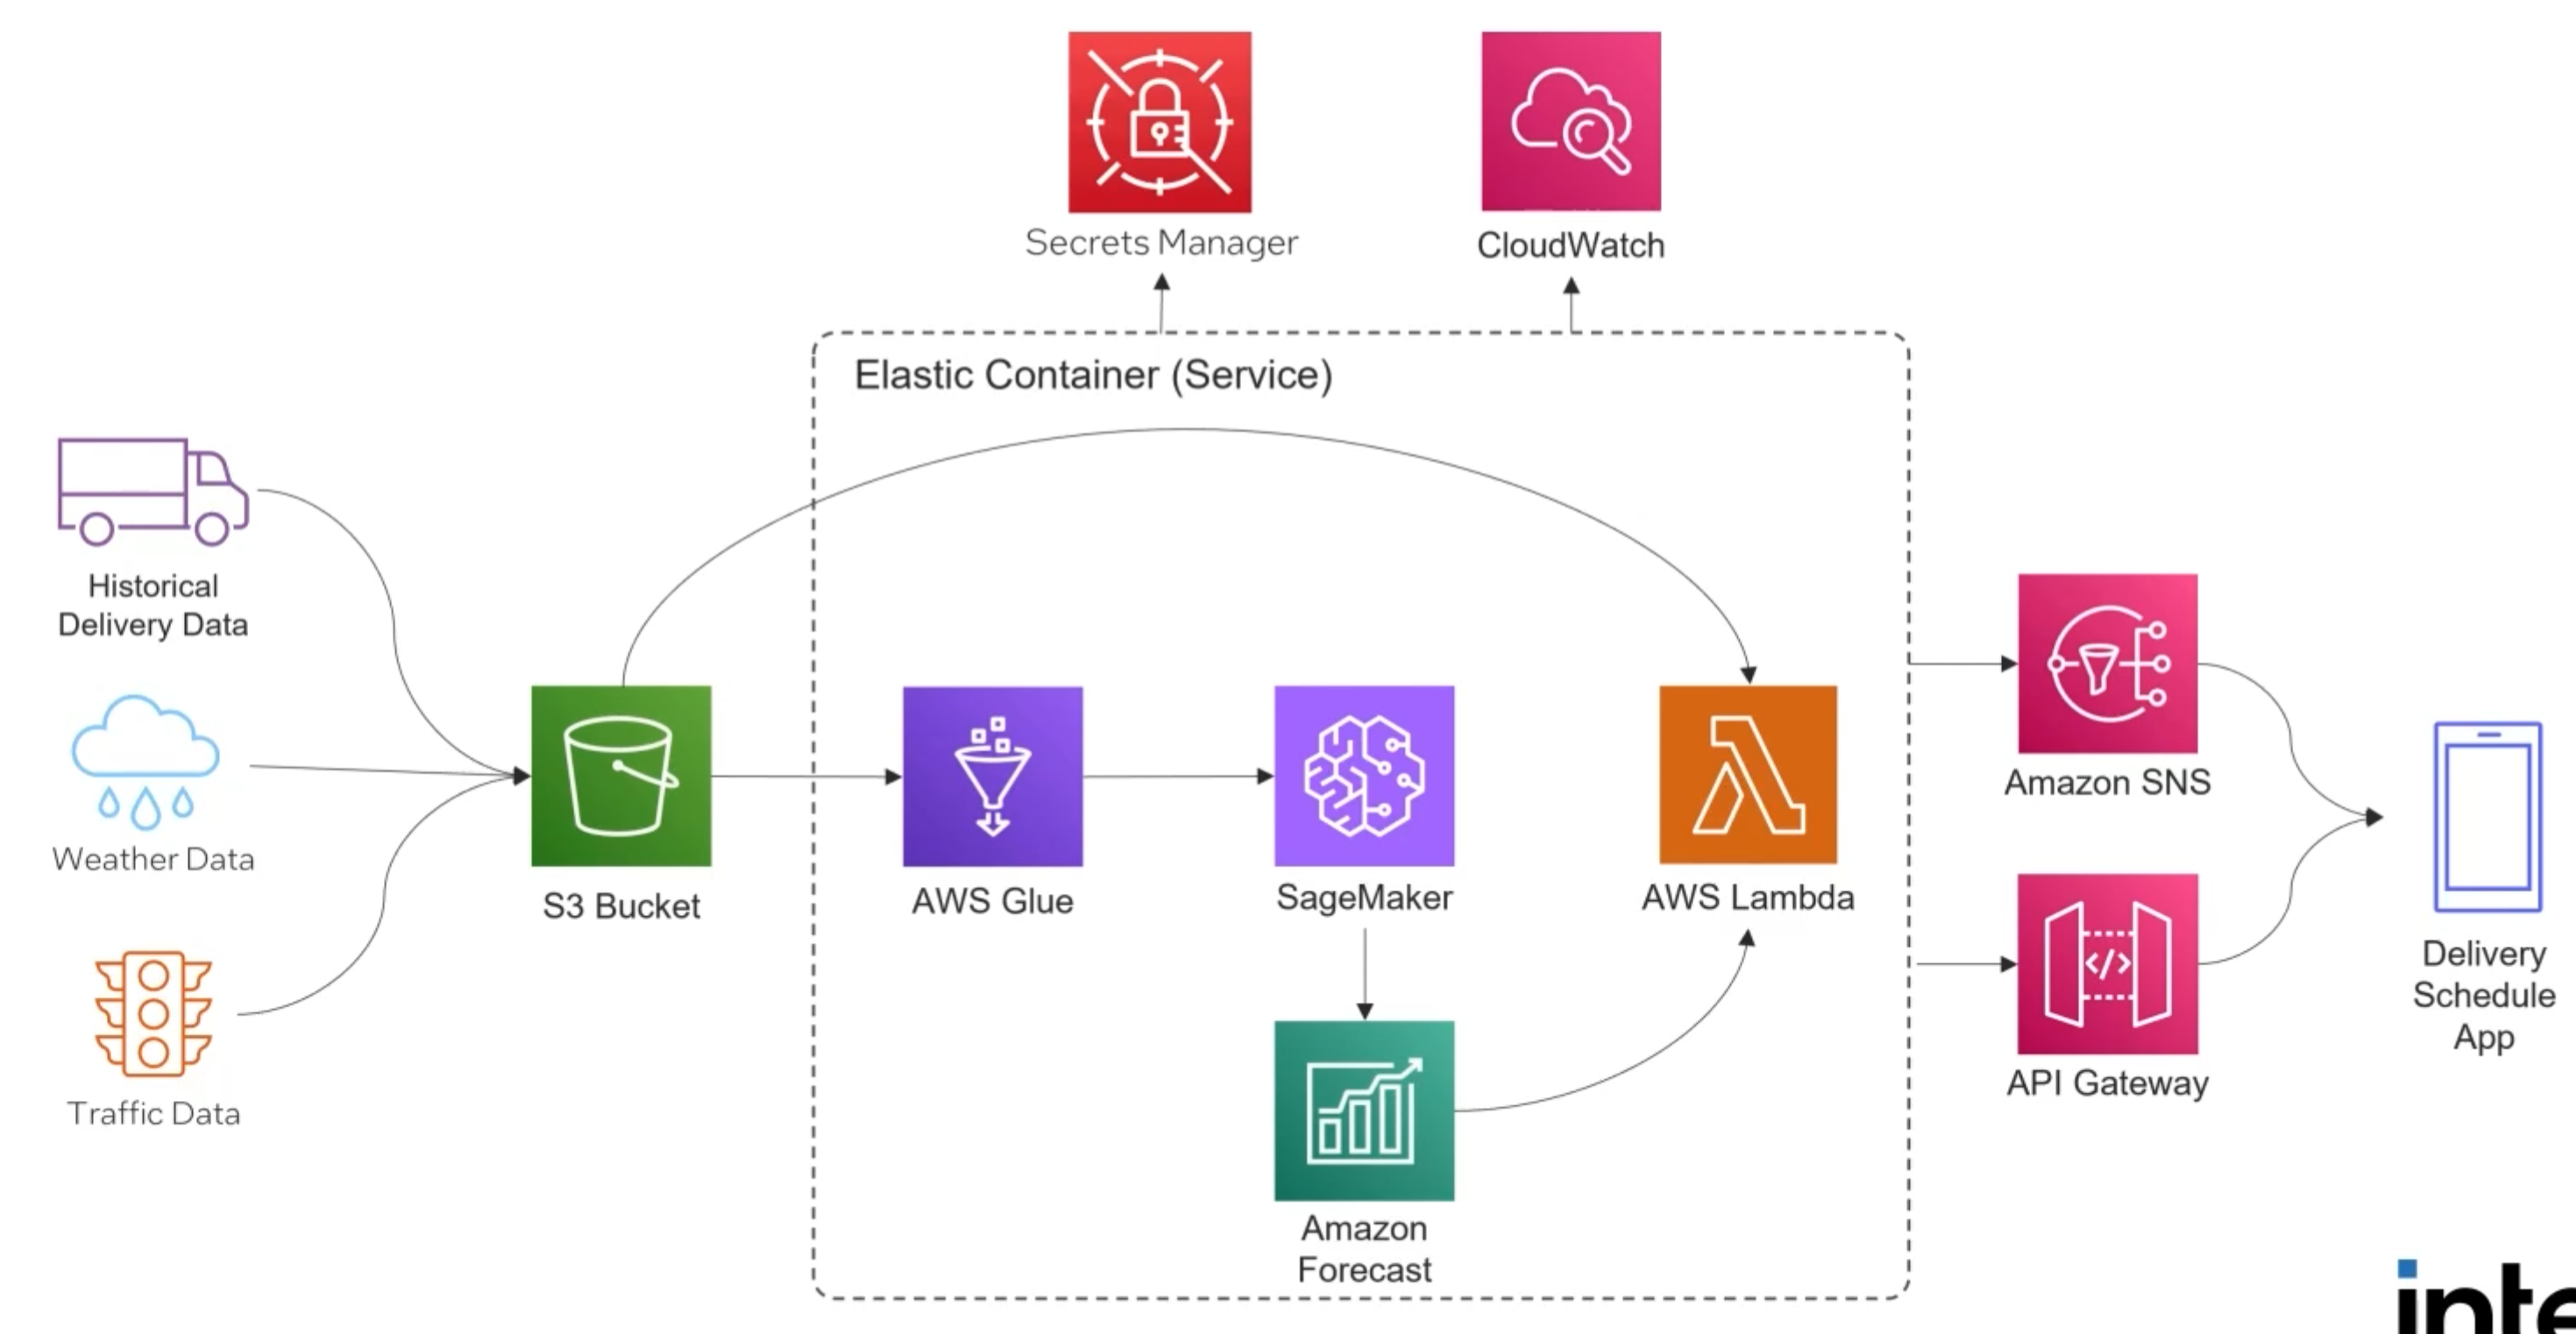 Secrets Manager
CloudWatch
Elastic Container (Service)
Historical
Delivery Data
Weather Data
Traffic Data
S3 Bucket
AWS Glue
SageMaker
AWS Lambda
Amazon
Forecast
Amazon SNS
API Gateway
Delivery
Schedule
App